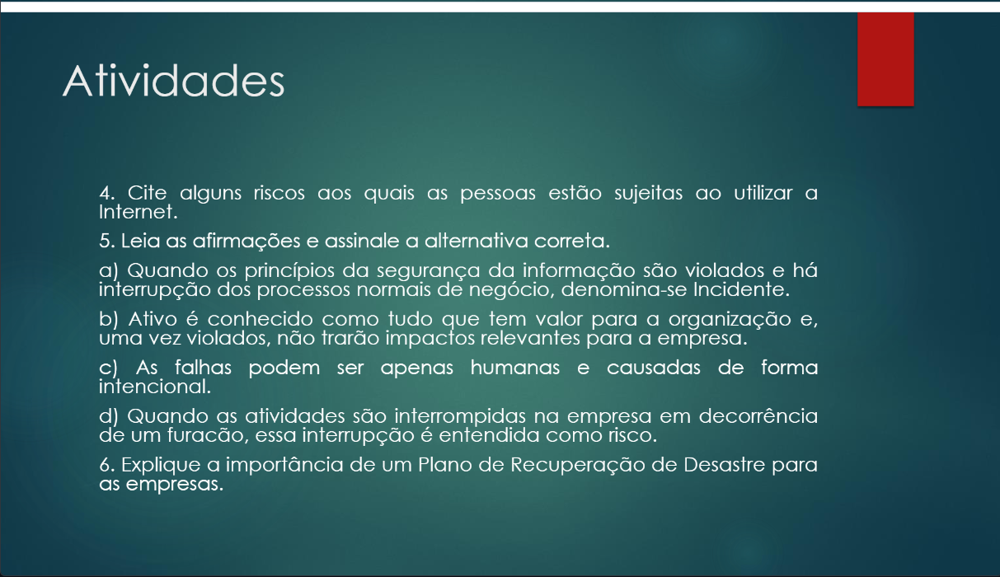 Atividades
4. Cite alguns riscos aos quais as pessoas estão sujeitas ao utilizar a
Internet.
5. Leia as afirmações e assinale a alternativa correta.
a) Quando os princípios da segurança da informação são violados e há
interrupção dos processos normais de negócio, denomina-se Incidente.
b) Ativo é conhecido como tudo que tem valor para a organização e,
uma vez violados, não trarão impactos relevantes para a empresa.
c) As falhas podem ser apenas humanas e causadas de forma
intencional.
d) Quando as atividades são interrompidas na empresa em decorrência
de um furacão, essa interrupção é entendida como risco.
6. Explique a importância de um Plano de Recuperação de Desastre para
as empresas.